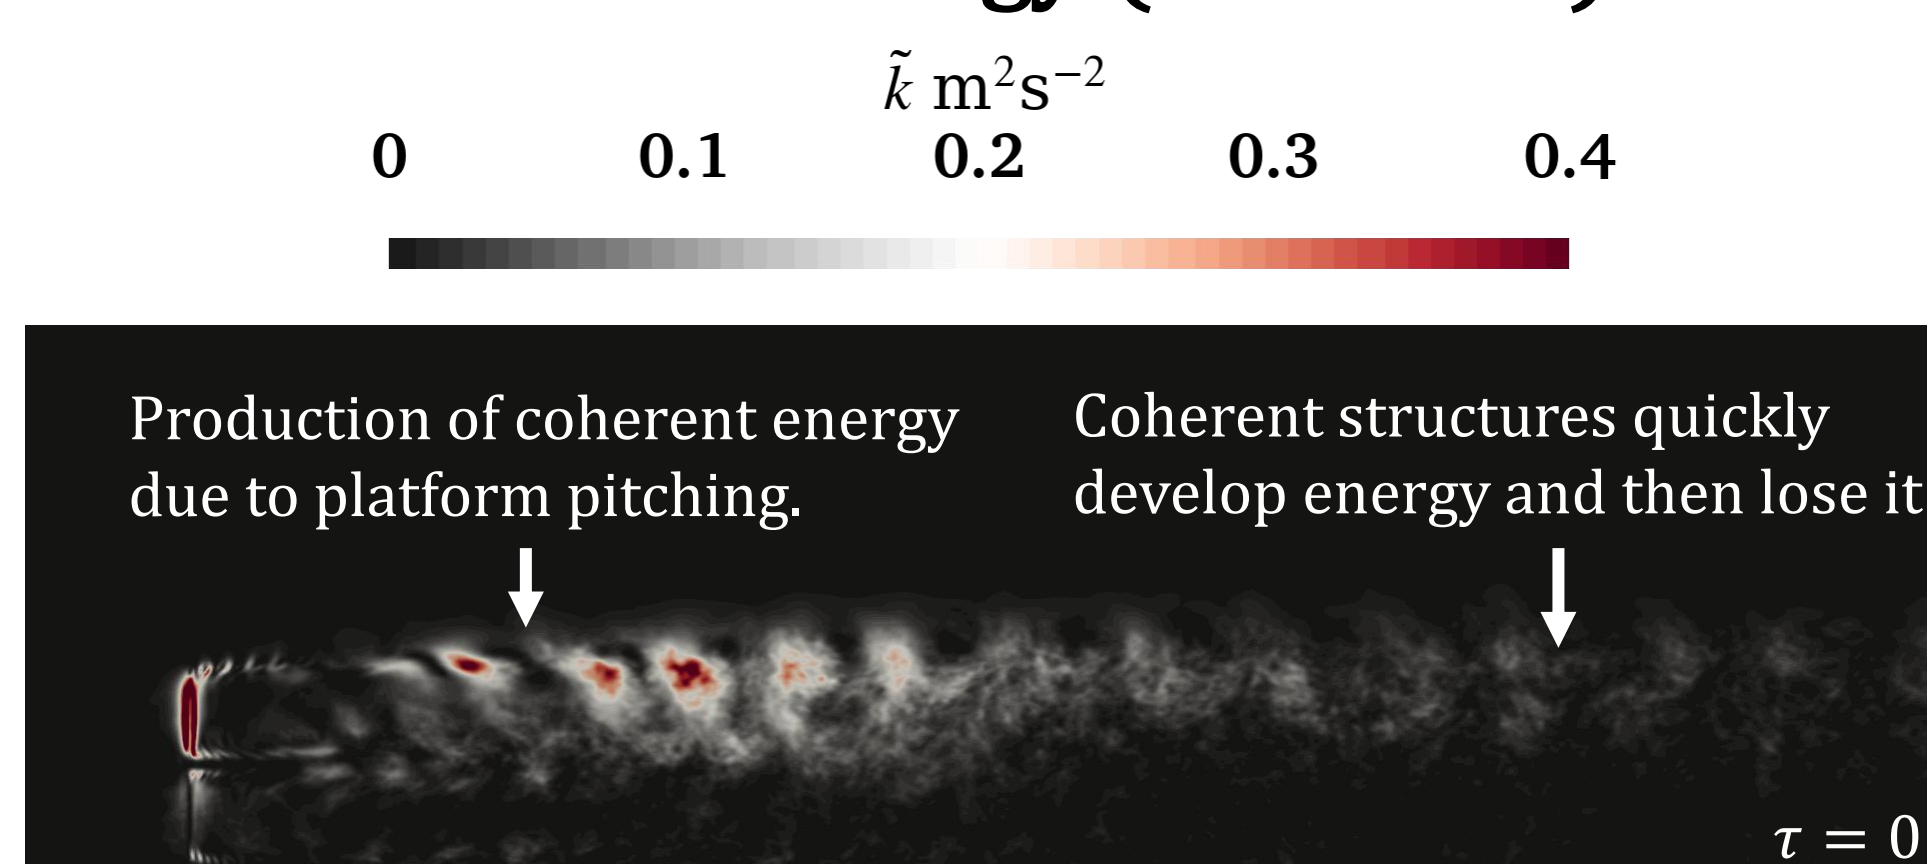 k̃ m²s⁻²
0 0.1 0.2 0.3 0.4
Production of coherent energy
due to platform pitching.
Coherent structures quickly
develop energy and then lose it
τ = 0